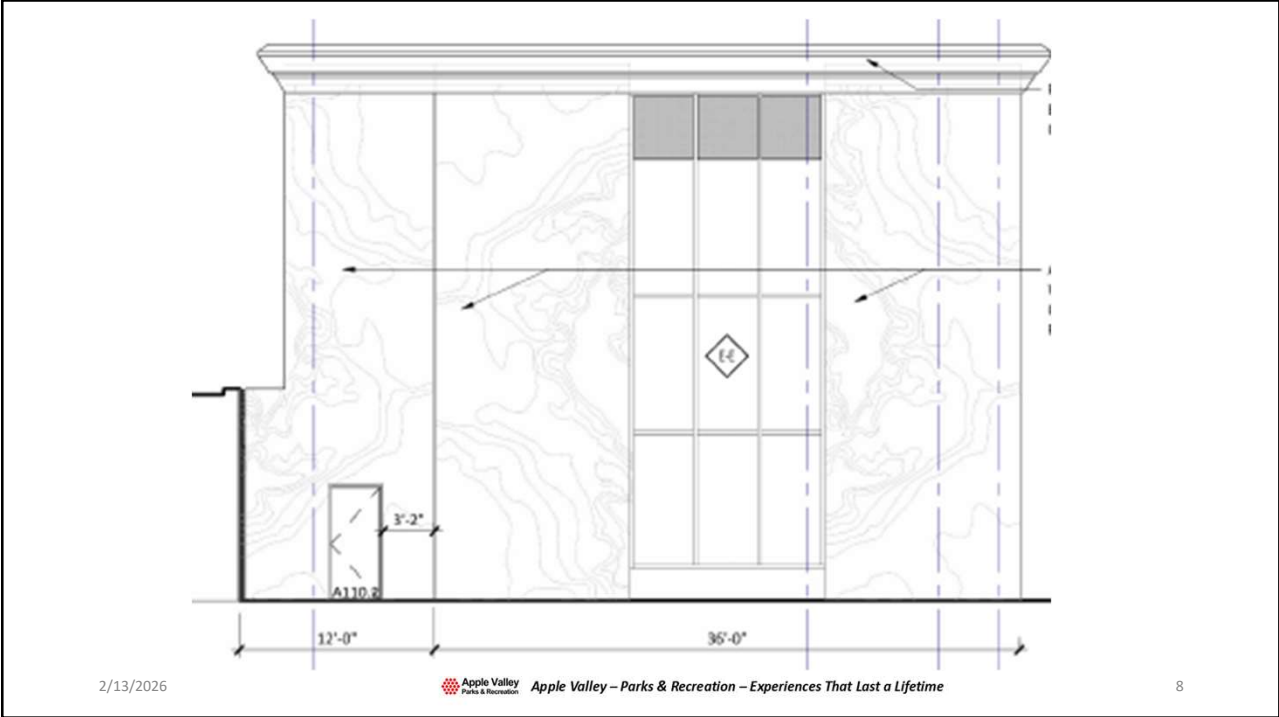 E-E
3'-2"
A110.2
12'-0"
36'-0"
2/13/2026
Apple Valley
Parks & Recreation
Apple Valley – Parks & Recreation – Experiences That Last a Lifetime
8